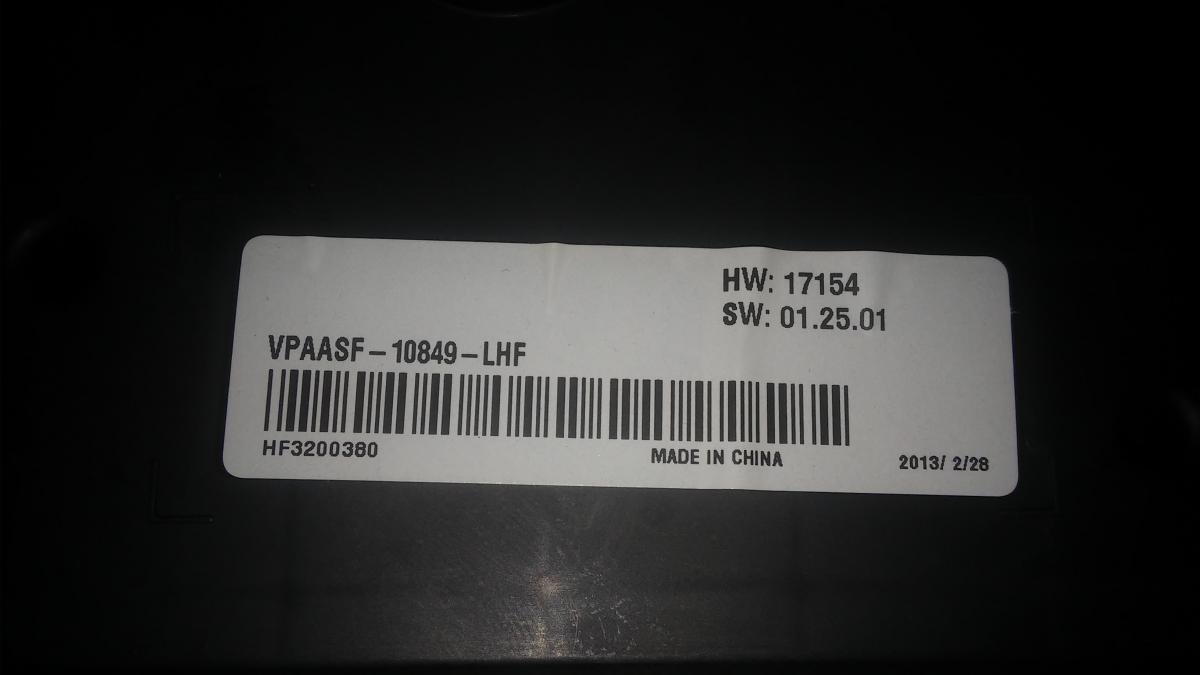 HW: 17154
SW: 01.25.01
VPAASF-10849-LHF
HF3200380
MADE IN CHINA
2013/ 2/28